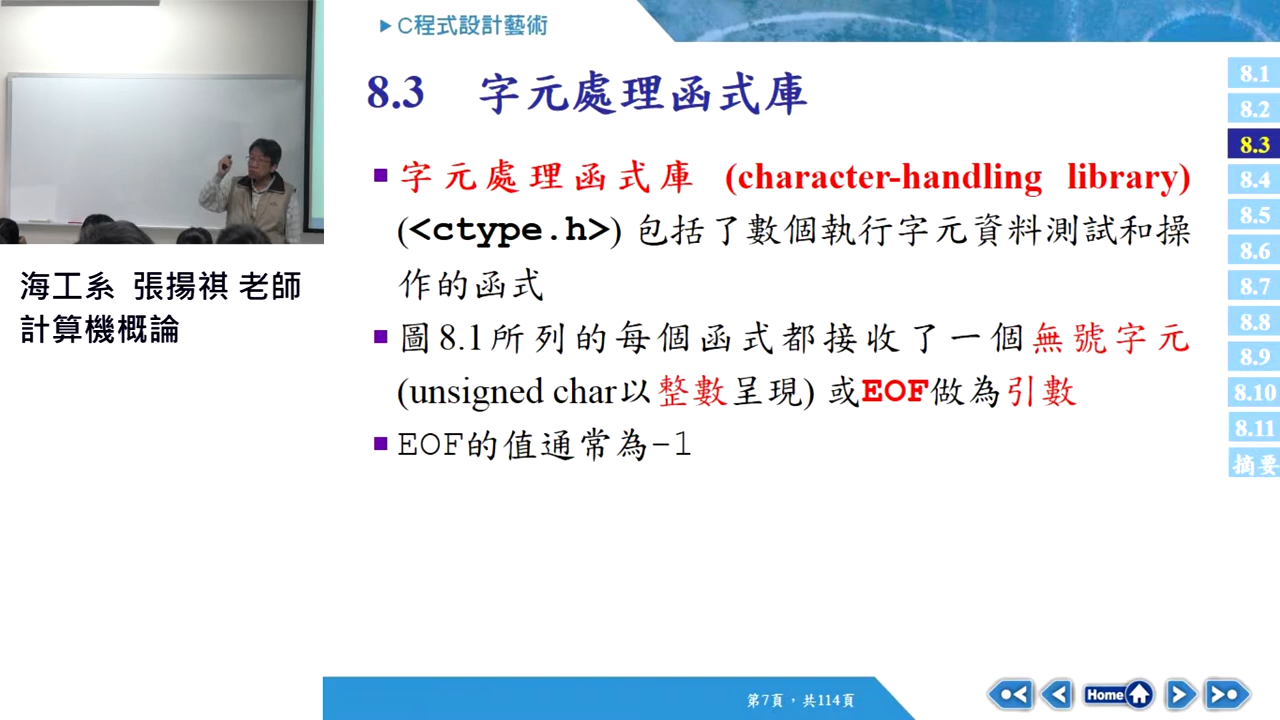 C程式設計藝術
8.3 字元處理函式庫
字元處理函式庫 (character-handling library)
(<ctype.h>) 包括了數個執行字元資料測試和操
作的函式
圖8.1所列的每個函式都接收了一個無號字元
(unsigned char以整數呈現) 或EOF做為引數
EOF的值通常為-1
海工系 張揚祺 老師
計算機概論
8.1
8.2
8.3
8.4
8.5
8.6
8.7
8.8
8.9
8.10
8.11
摘要
第7頁，共114頁
Home